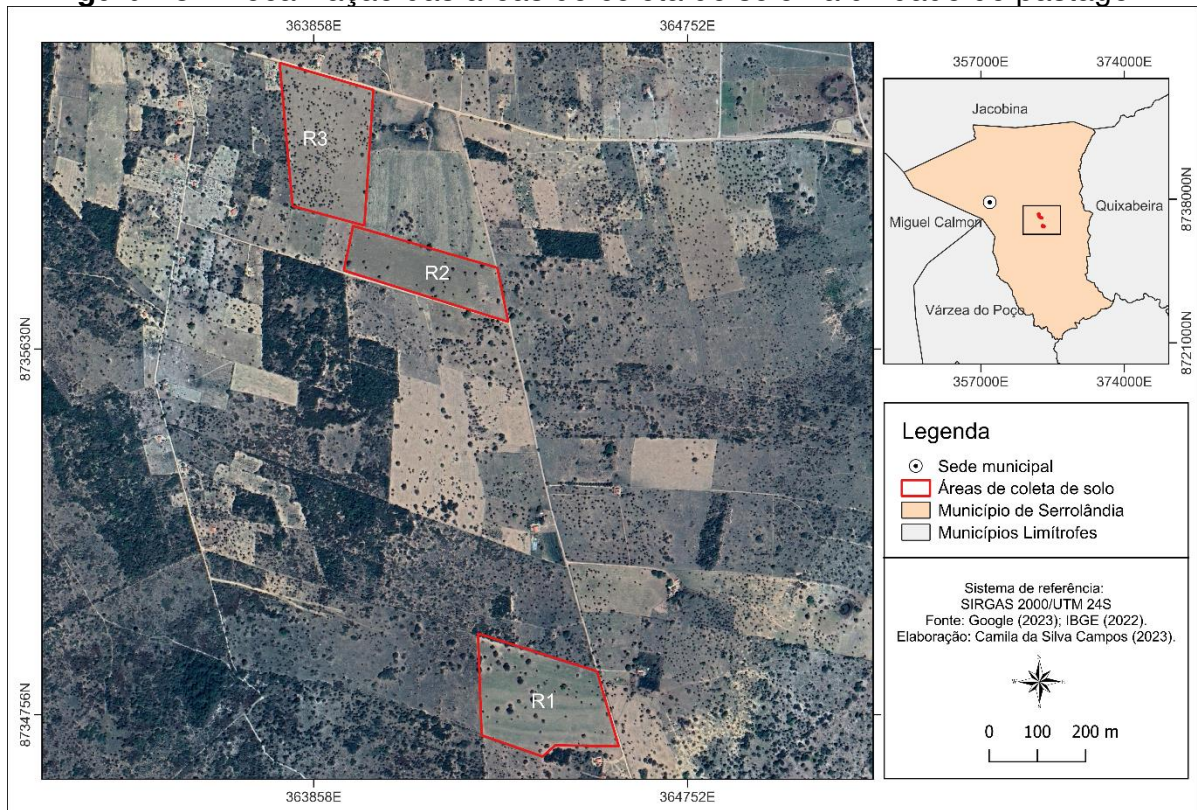 363858E 364752E
R3
R2
R1
8735630N
8734756N
363858E 364752E
357000E 374000E
Jacobina
Miguel Calmon
Quixabeira
Várzea do Poço
8738000N
8721000N
357000E 374000E
Legenda
Sede municipal
Áreas de coleta de solo
Município de Serrolândia
Municípios Limítrofes
Sistema de referência:
SIRGAS 2000/UTM 24S
Fonte: Google (2023); IBGE (2022).
Elaboração: Camila da Silva Campos (2023).
N
W E
S
0 100 200 m